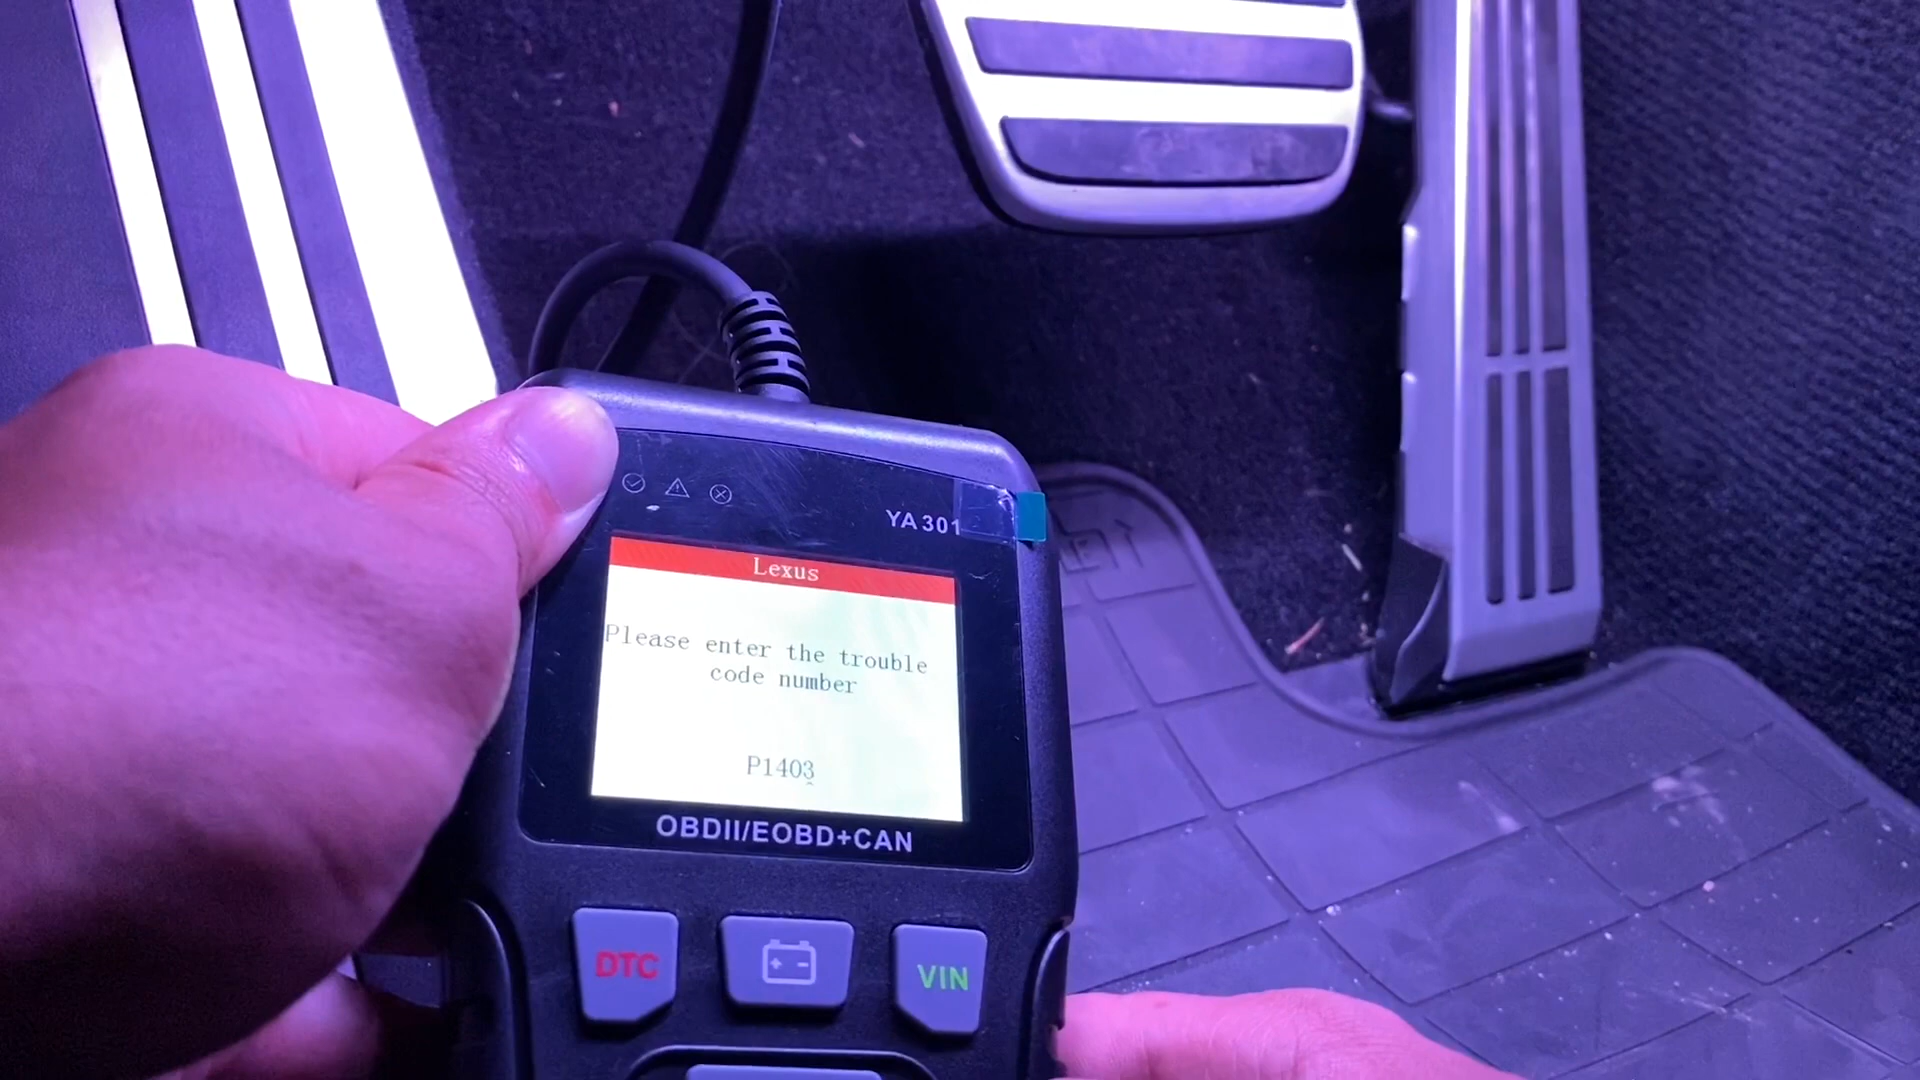 YA301
Lexus
Please enter the trouble
code number
P1403
OBDII/EOBD+CAN
DTC
VIN